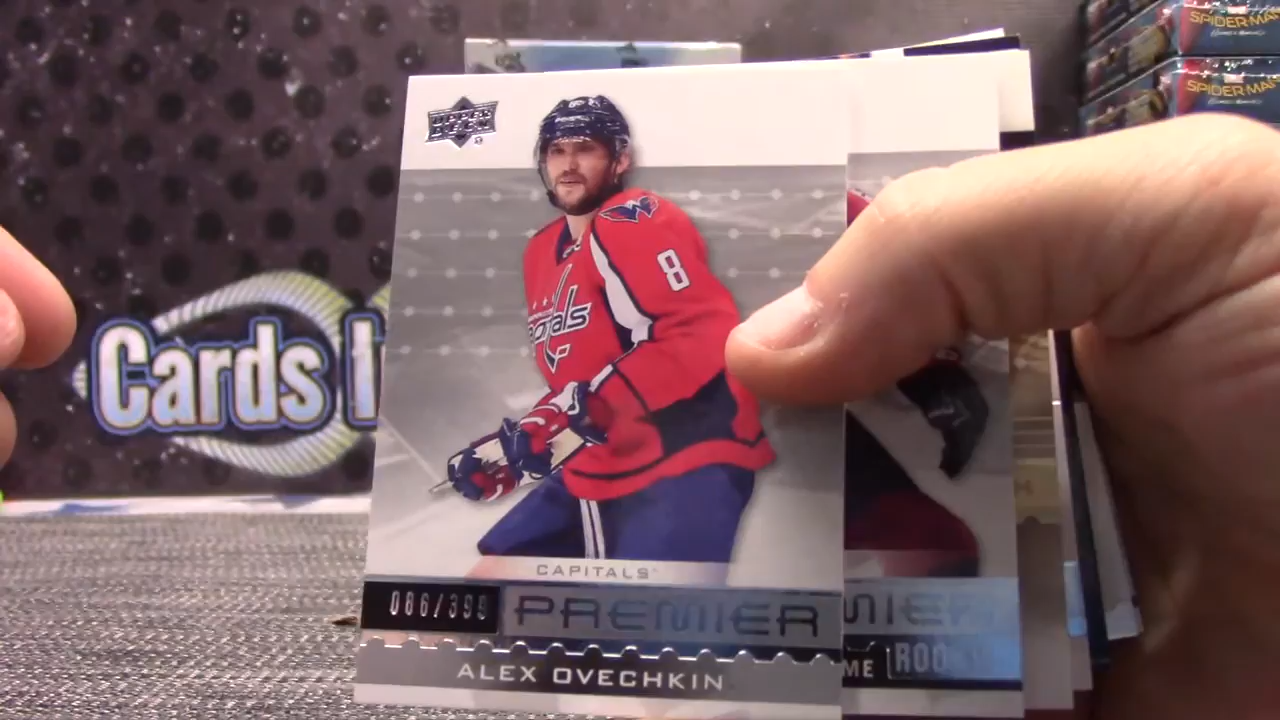 SPIDER-MAN
SPIDER-MAN
UPPER
DECK
8
Capitals
Cards I
CAPITALS
086/399 PREMIER
ALEX OVECHKIN
MIER
ME ROO